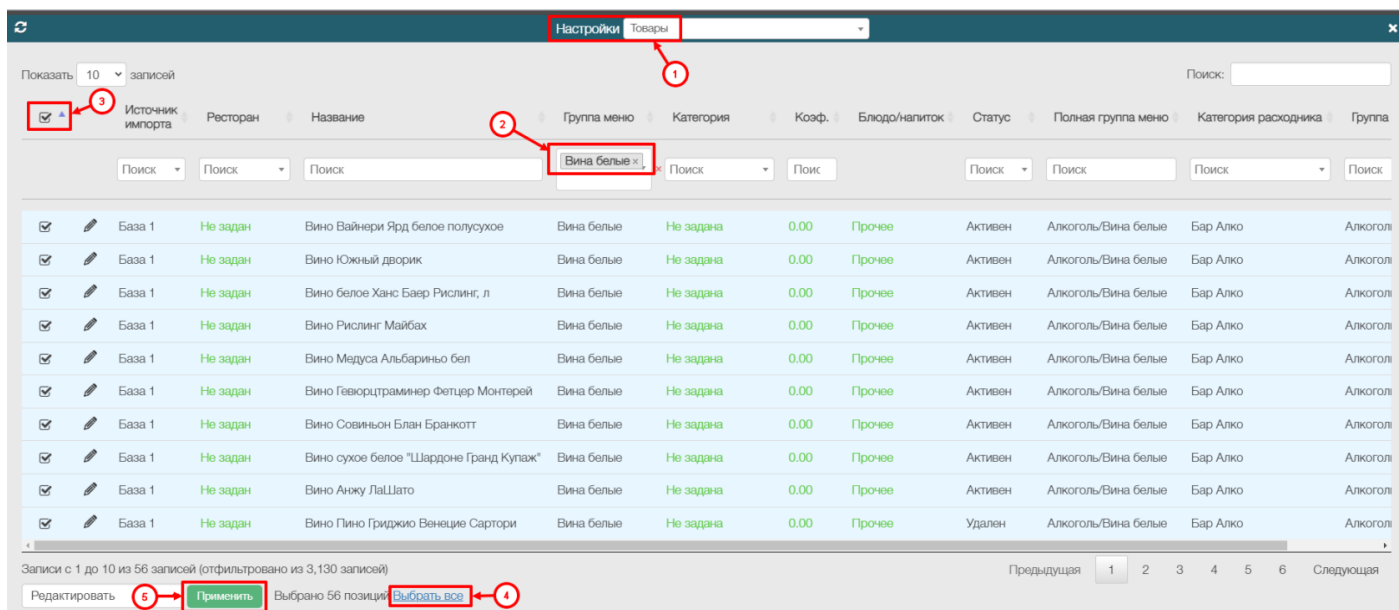 Настройки Товары
1
Показать 10 записей Поиск:
3 Источник импорта Ресторан Название 2 Группа меню Категория Коэф. Блюдо/напиток Статус Полная группа меню Категория расходника Группа
Поиск Поиск Поиск Вина белые × × Поиск Поис Поиск Поиск Поиск Поиск
База 1 Не задан Вино Вайнери Ярд белое полусухое Вина белые Не задана 0.00 Прочее Активен Алкоголь/Вина белые Бар Алко Алкогол
База 1 Не задан Вино Южный дворик Вина белые Не задана 0.00 Прочее Активен Алкоголь/Вина белые Бар Алко Алкогол
База 1 Не задан Вино белое Ханс Баер Рислинг, л Вина белые Не задана 0.00 Прочее Активен Алкоголь/Вина белые Бар Алко Алкогол
База 1 Не задан Вино Рислинг Майбах Вина белые Не задана 0.00 Прочее Активен Алкоголь/Вина белые Бар Алко Алкогол
База 1 Не задан Вино Медуса Альбариньо бел Вина белые Не задана 0.00 Прочее Активен Алкоголь/Вина белые Бар Алко Алкогол
База 1 Не задан Вино Гевюрцтраминер Фетцер Монтерей Вина белые Не задана 0.00 Прочее Активен Алкоголь/Вина белые Бар Алко Алкогол
База 1 Не задан Вино Совиньон Блан Бранкотт Вина белые Не задана 0.00 Прочее Активен Алкоголь/Вина белые Бар Алко Алкогол
База 1 Не задан Вино сухое белое "Шардоне Гранд Купаж" Вина белые Не задана 0.00 Прочее Активен Алкоголь/Вина белые Бар Алко Алкогол
База 1 Не задан Вино Анжу ЛаШато Вина белые Не задана 0.00 Прочее Активен Алкоголь/Вина белые Бар Алко Алкогол
База 1 Не задан Вино Пино Гриджио Венецие Сартори Вина белые Не задана 0.00 Прочее Удален Алкоголь/Вина белые Бар Алко Алкогол
Записи с 1 до 10 из 56 записей (отфильтровано из 3,130 записей) Предыдущая 1 2 3 4 5 6 Следующая
Редактировать 5 Применить Выбрано 56 позиций Выбрать все 4